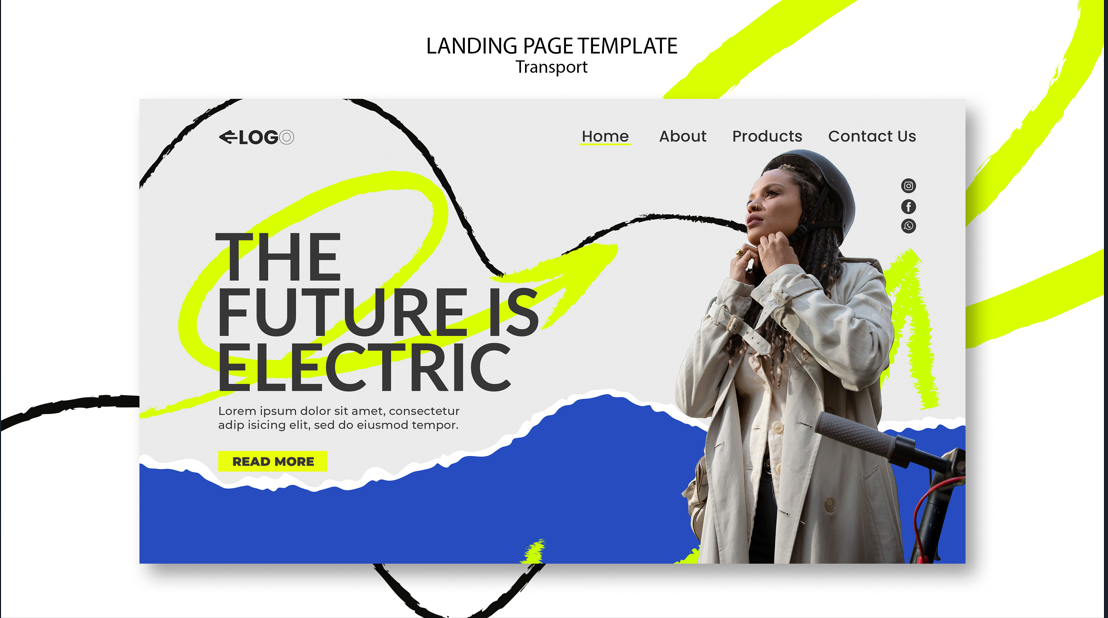 LANDING PAGE TEMPLATE
Transport
LOGO
Home About Products Contact Us
THE
FUTURE IS
ELECTRIC
Lorem ipsum dolor sit amet, consectetur
adip isicing elit, sed do eiusmod tempor.
READ MORE